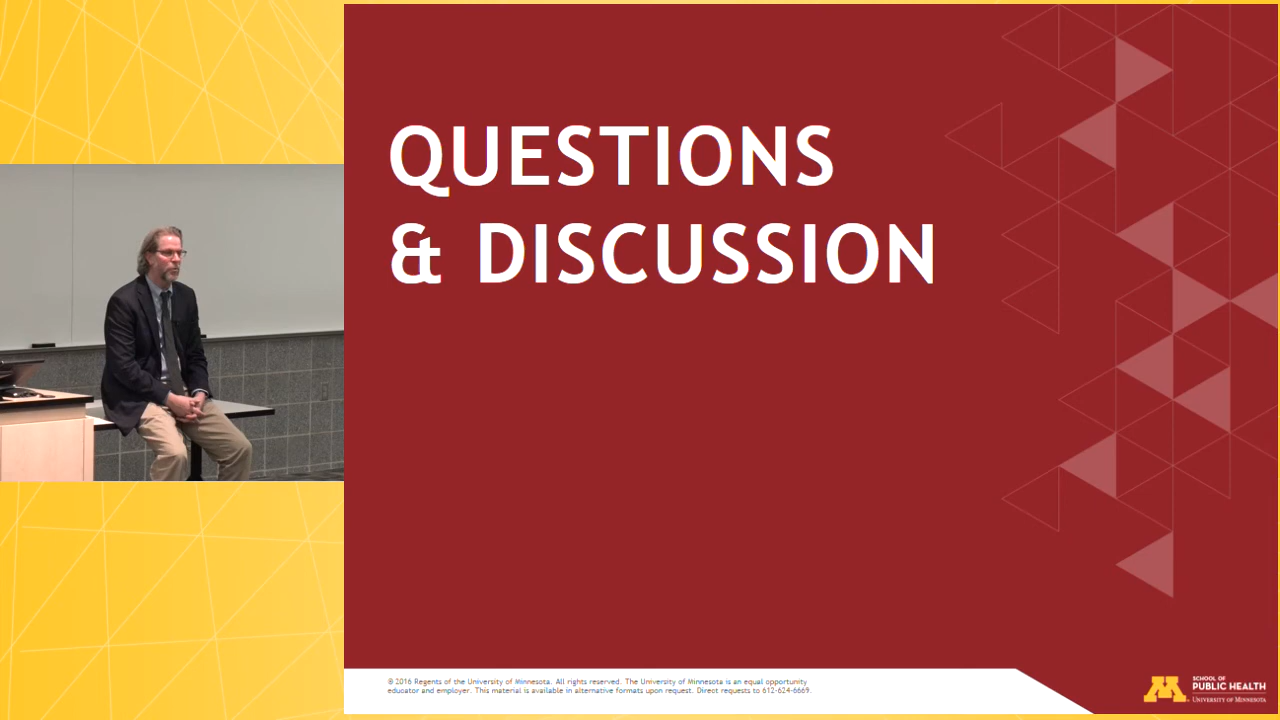 QUESTIONS
& DISCUSSION
© 2016 Regents of the University of Minnesota. All rights reserved. The University of Minnesota is an equal opportunity
educator and employer. This material is available in alternative formats upon request. Direct requests to 612-624-6669.
M
SCHOOL OF
PUBLIC HEALTH
UNIVERSITY OF MINNESOTA